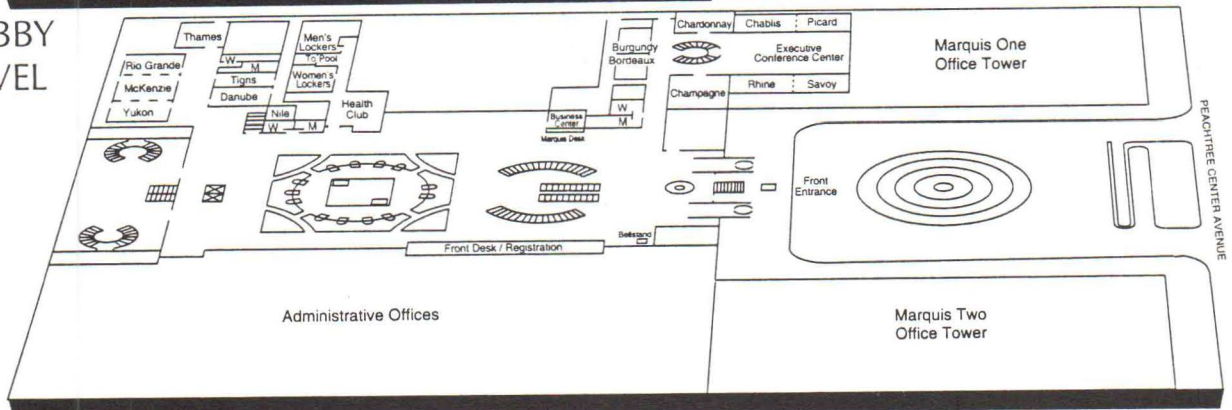 BBY
VEL
Thames
Rio Grande
McKenzie
Yukon
W
M
Tigns
Danube
Nile
W
M
Men's
Lockers
To Pool
Women's
Lockers
Health
Club
Burgundy
Bordeaux
W
M
Business
Center
Marquis Desk
Chardonnay
Chablis
Picard
Executive
Conference Center
Champagne
Rhine
Savoy
Marquis One
Office Tower
PEACHTREE CENTER AVENUE
Front
Entrance
Bellstand
Front Desk / Registration
Administrative Offices
Marquis Two
Office Tower